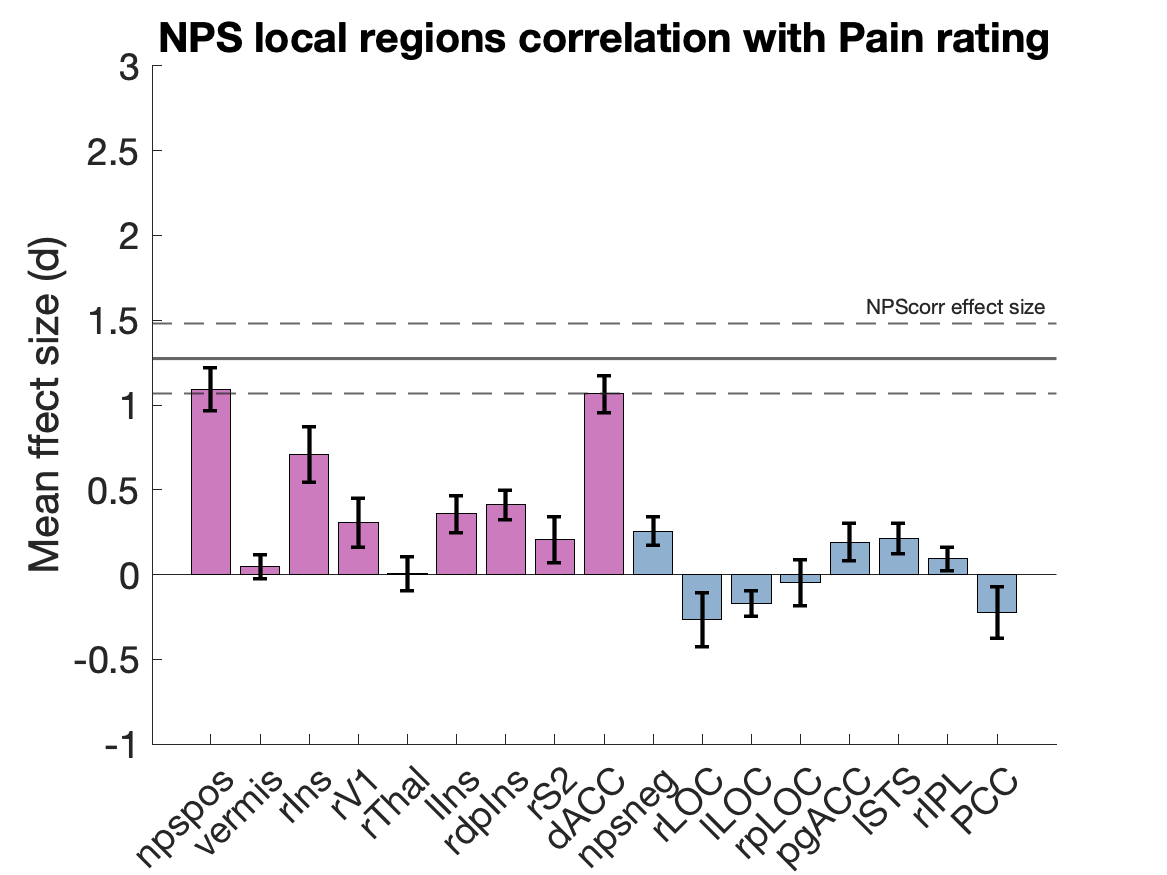 NPS local regions correlation with Pain rating
Mean ffect size (d)
3
2.5
2
1.5
1
0.5
0
-0.5
-1
NPScorr effect size
npspos
vermis
rIns
rV1
rThal
lIns
rdpIns
rS2
dACC
npsneg
rLOC
lLOC
rpLOC
pgACC
lSTS
rIPL
PCC